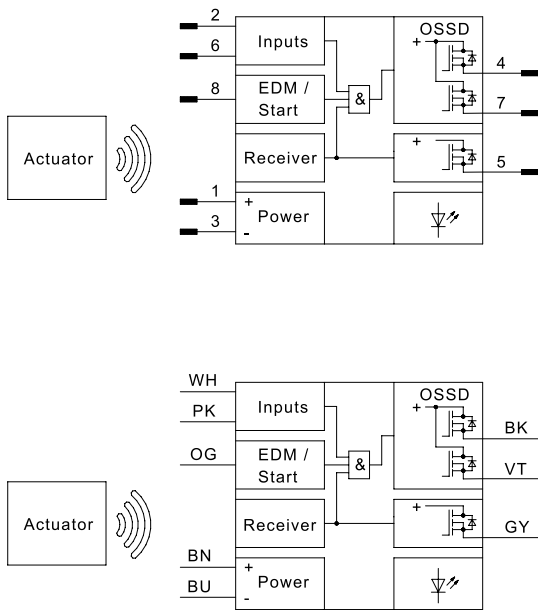 2
6
8
1
3
Actuator
Inputs
EDM /
Start
&
Receiver
+
Power
-
OSSD
+
4
7
+
5
WH
PK
OG
BN
BU
Actuator
Inputs
EDM /
Start
&
Receiver
+
Power
-
OSSD
+
BK
VT
+
GY